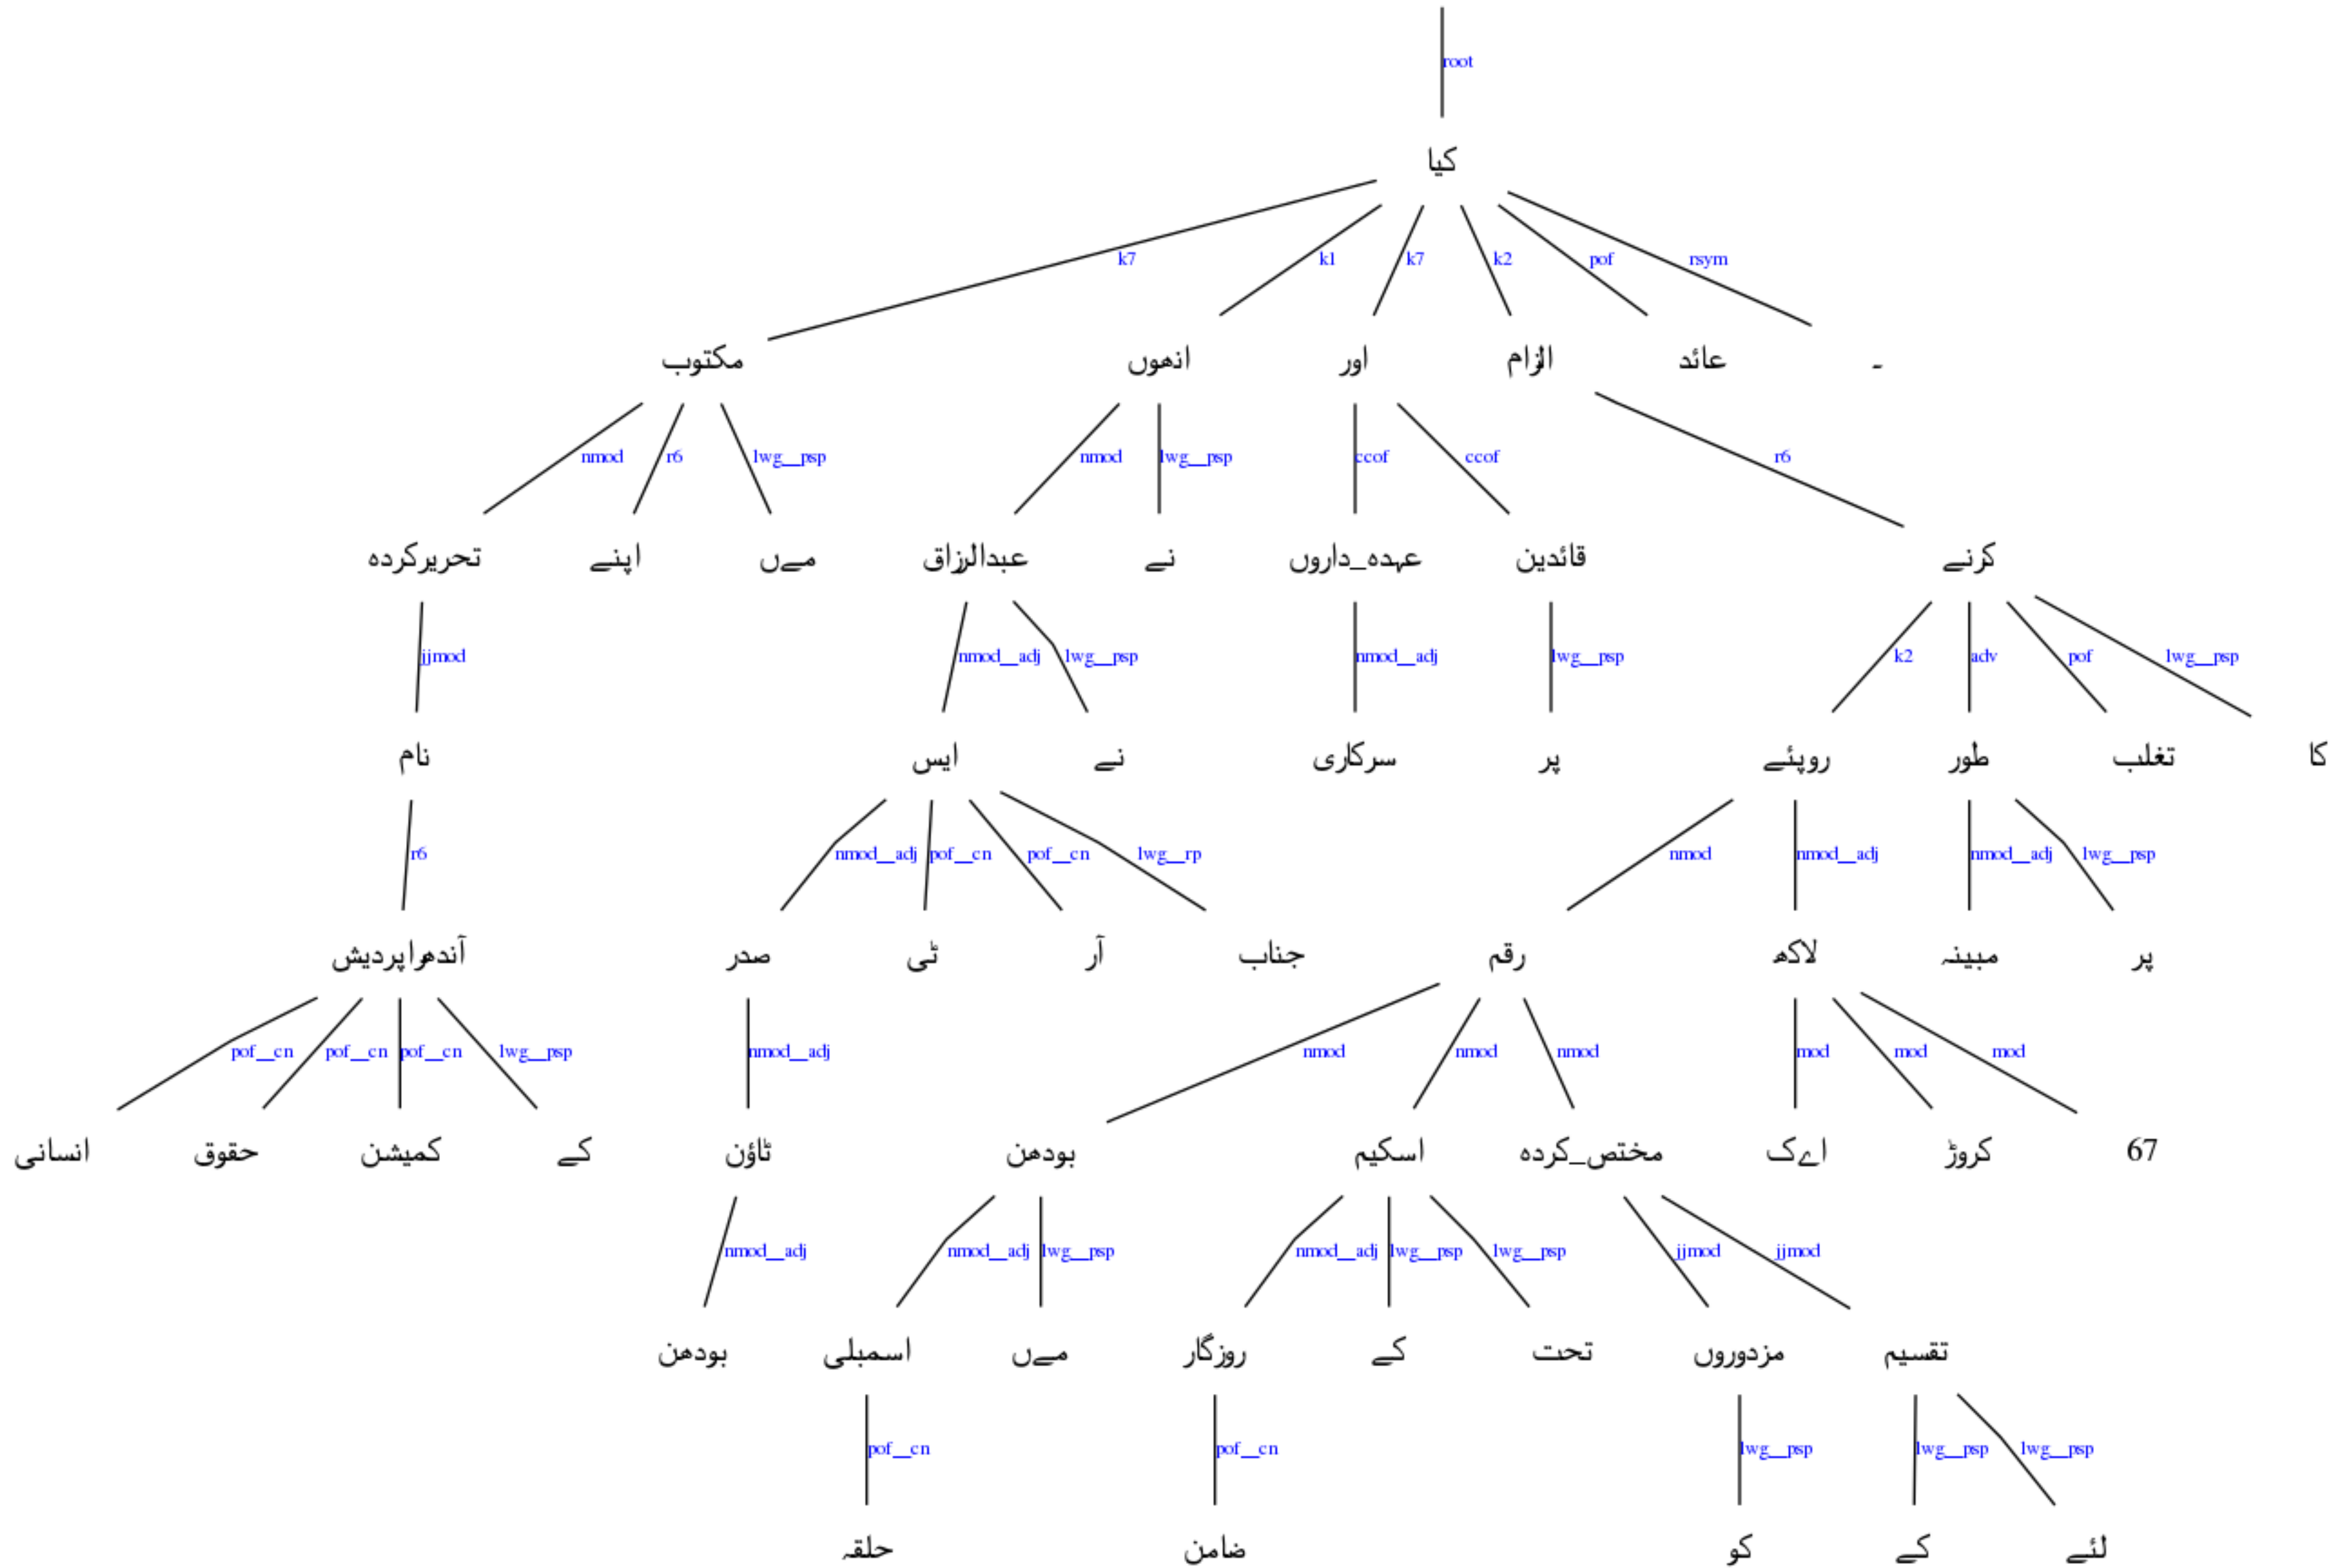 root
کیا
k7 k1 k7 k2 pof rsym
مکتوب انھوں اور الزام عائد ۔
nmod r6 lwg__psp nmod lwg__psp ccof ccof r6
تحریرکردہ اپنے مےں عبدالرزاق نے عہدہ_داروں قائدین کرنے
jjmod nmod__adj lwg__psp nmod__adj lwg__psp k2 adv pof lwg__psp
نام ایس نے سرکاری پر روپئے طور تغلب کا
r6 nmod__adj pof__cn pof__cn lwg__rp nmod nmod__adj nmod__adj lwg__psp
آندھراپردیش صدر ٹی آر جناب رقم لاکھ مبینہ پر
pof__cn pof__cn pof__cn lwg__psp nmod__adj nmod nmod nmod mod mod mod
انسانی حقوق کمیشن کے ٹاؤن بودھن اسکیم مختص_کردہ اےک کروڑ 67
nmod__adj nmod__adj lwg__psp nmod__adj lwg__psp lwg__psp jjmod jjmod
بودھن اسمبلی مےں روزگار کے تحت مزدوروں تقسیم
pof__cn pof__cn lwg__psp lwg__psp lwg__psp
حلقہ ضامن کو کے لئے